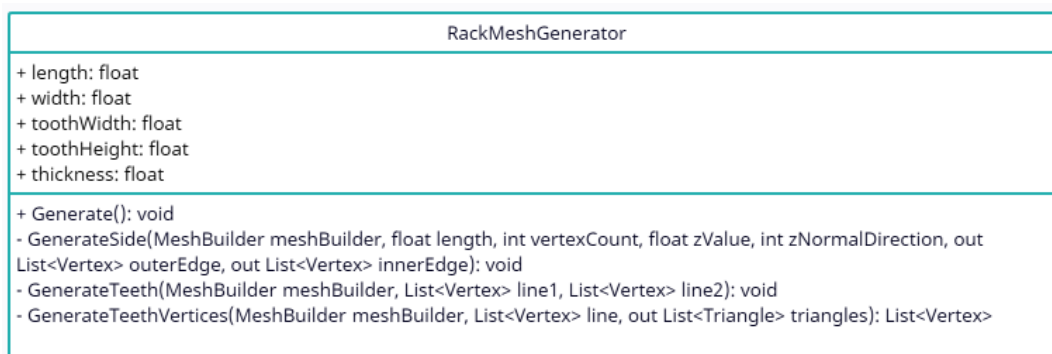 RackMeshGenerator
+ length: float
+ width: float
+ toothWidth: float
+ toothHeight: float
+ thickness: float
+ Generate(): void
- GenerateSide(MeshBuilder meshBuilder, float length, int vertexCount, float zValue, int zNormalDirection, out
List<Vertex> outerEdge, out List<Vertex> innerEdge): void
- GenerateTeeth(MeshBuilder meshBuilder, List<Vertex> line1, List<Vertex> line2): void
- GenerateTeethVertices(MeshBuilder meshBuilder, List<Vertex> line, out List<Triangle> triangles): List<Vertex>